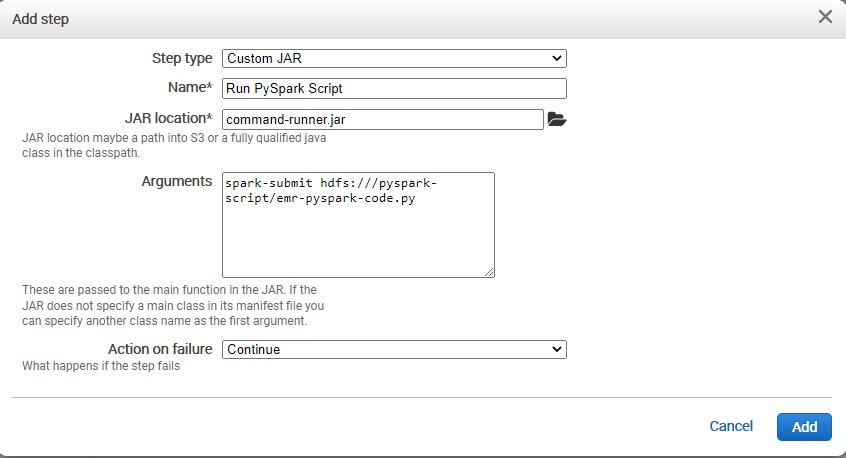 Add step
Step type Custom JAR
Name* Run PySpark Script
JAR location* command-runner.jar
JAR location maybe a path into S3 or a fully qualified java
class in the classpath.
Arguments spark-submit hdfs:///pyspark-
script/emr-pyspark-code.py
These are passed to the main function in the JAR. If the
JAR does not specify a main class in its manifest file you
can specify another class name as the first argument.
Action on failure Continue
What happens if the step fails
Cancel Add